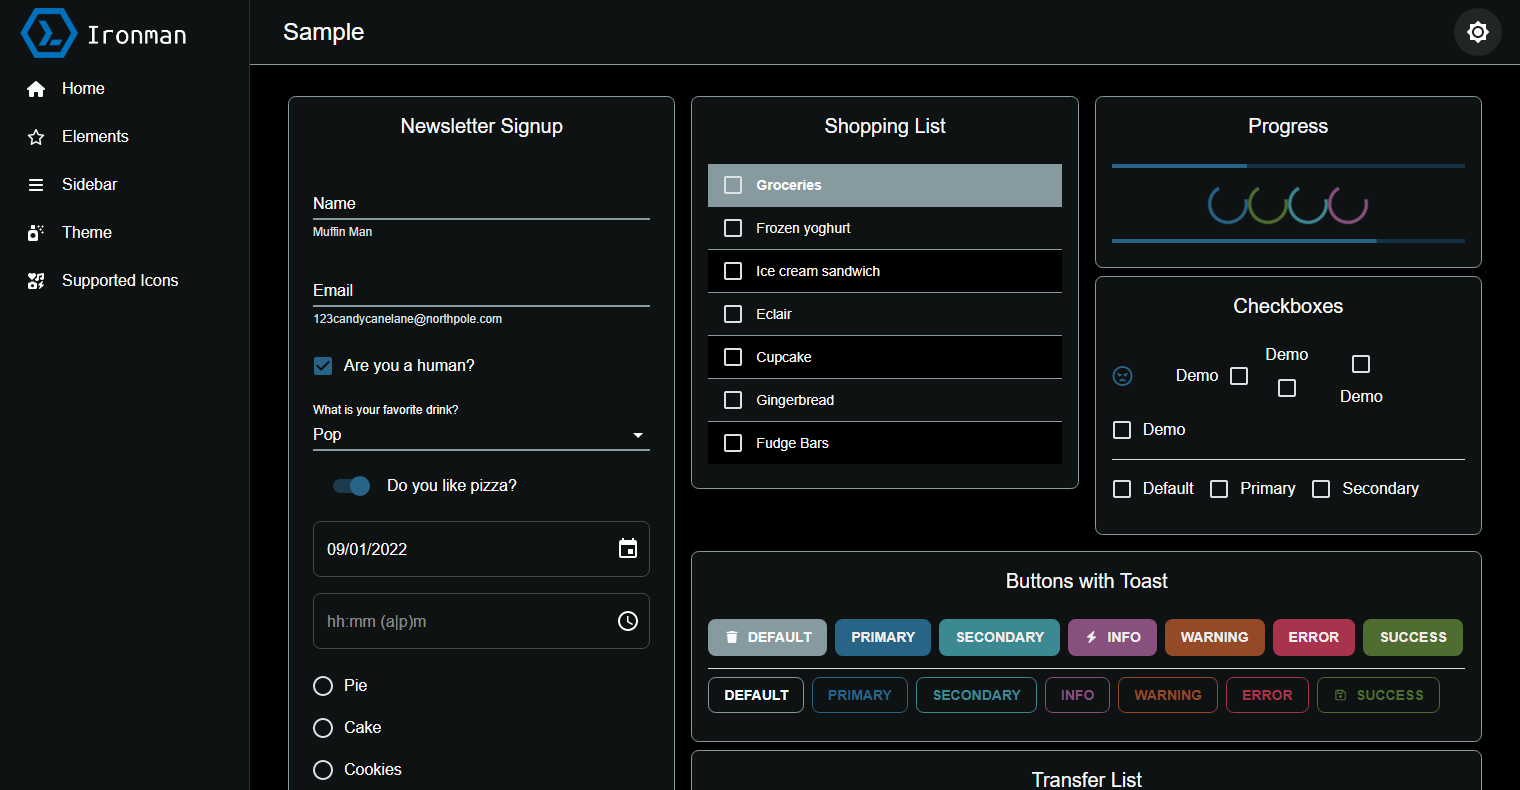 Ironman
Home
Elements
Sidebar
Theme
Supported Icons
Sample
Newsletter Signup
Name
Muffin Man
Email
123candycanelane@northpole.com
Are you a human?
What is your favorite drink?
Pop
Do you like pizza?
09/01/2022
hh:mm (a|p)m
Pie
Cake
Cookies
Shopping List
Groceries
Frozen yoghurt
Ice cream sandwich
Eclair
Cupcake
Gingerbread
Fudge Bars
Progress
Checkboxes
Demo
Demo
Demo
Demo
Default Primary Secondary
Buttons with Toast
DEFAULT PRIMARY SECONDARY INFO WARNING ERROR SUCCESS
DEFAULT PRIMARY SECONDARY INFO WARNING ERROR SUCCESS
Transfer List